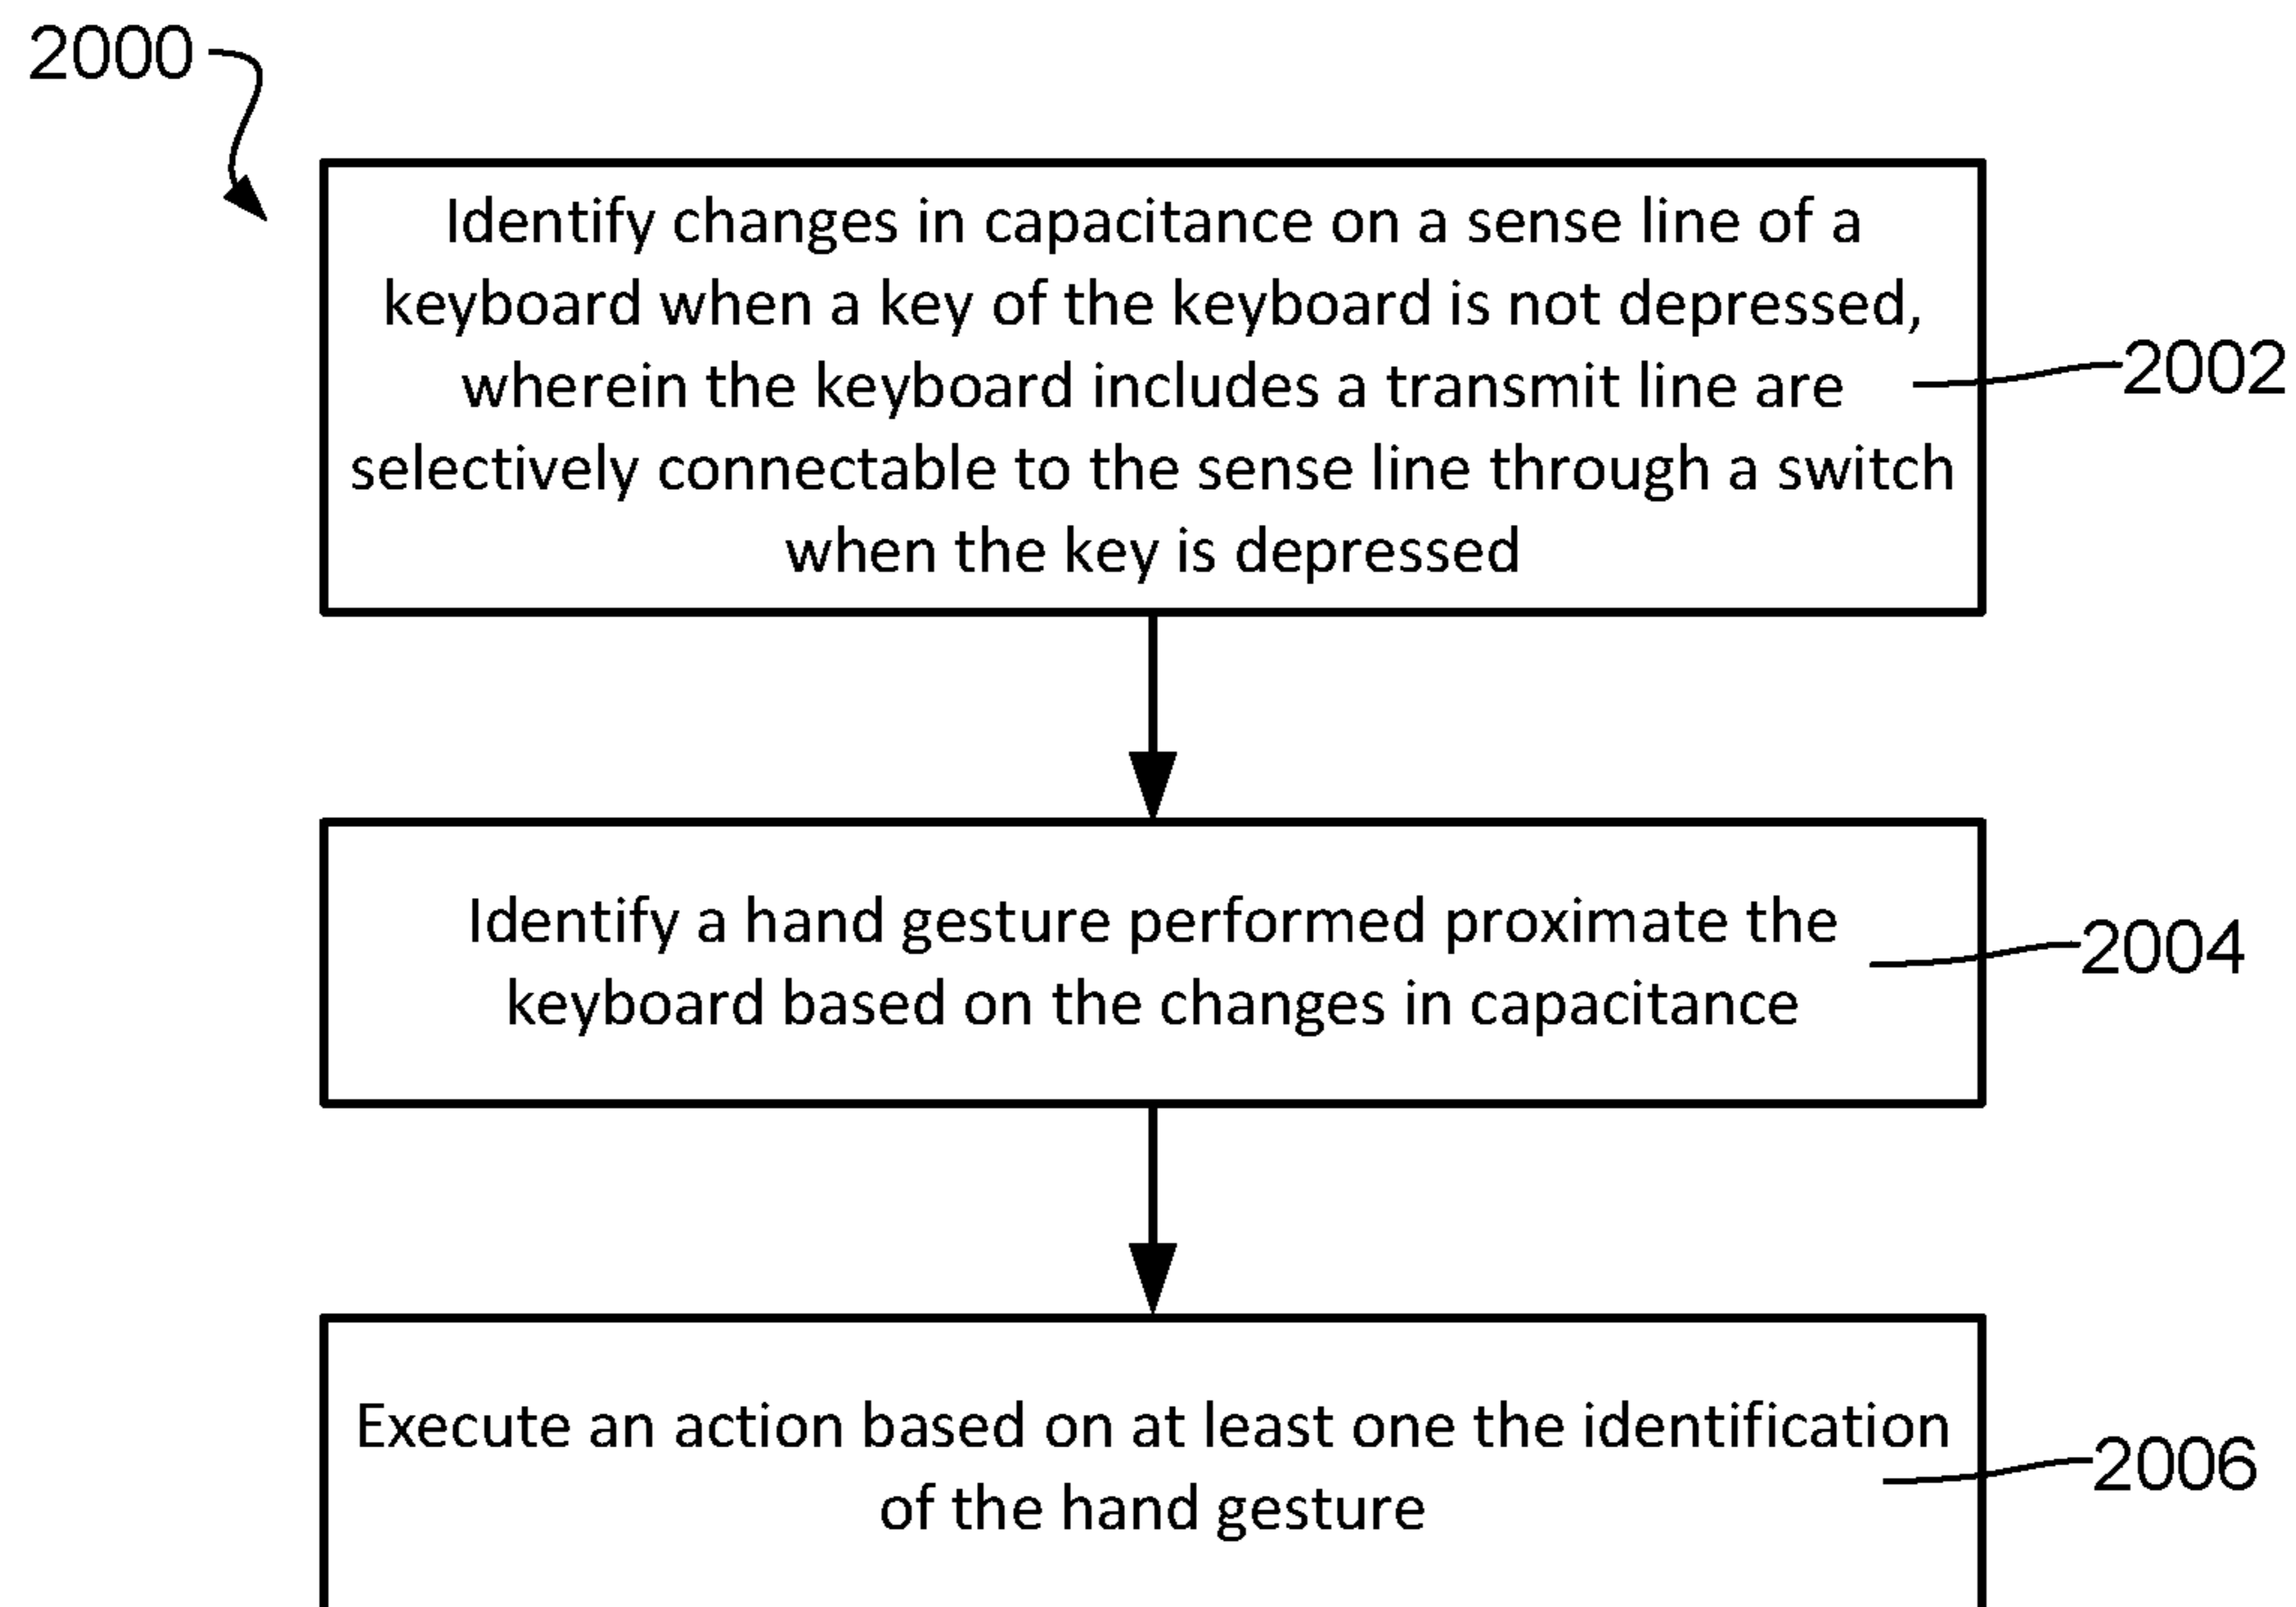 2000
Identify changes in capacitance on a sense line of a
keyboard when a key of the keyboard is not depressed,
wherein the keyboard includes a transmit line are
selectively connectable to the sense line through a switch
when the key is depressed
2002
Identify a hand gesture performed proximate the
keyboard based on the changes in capacitance
2004
Execute an action based on at least one the identification
of the hand gesture
2006